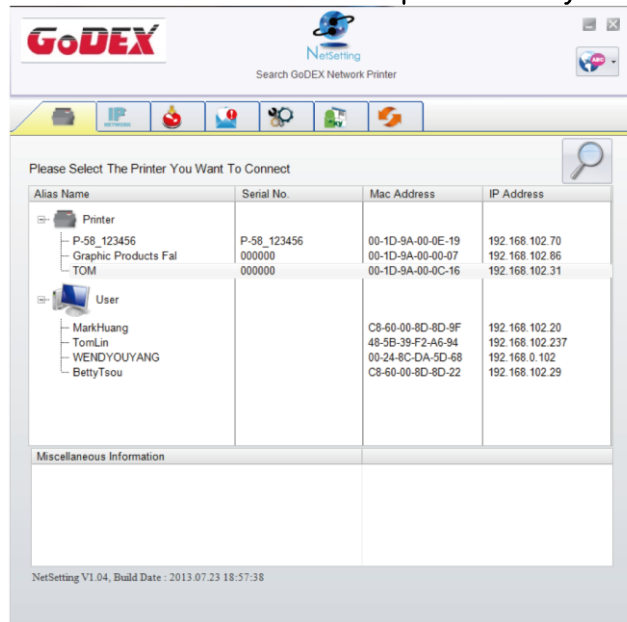 GoDEX
NetSetting
Search GoDEX Network Printer
ABC
IP
Please Select The Printer You Want To Connect
Alias Name Serial No. Mac Address IP Address
Printer
P-58_123456 P-58_123456 00-1D-9A-00-0E-19 192.168.102.70
Graphic Products Fal 000000 00-1D-9A-00-00-07 192.168.102.86
TOM 000000 00-1D-9A-00-0C-16 192.168.102.31
User
MarkHuang C8-60-00-8D-8D-9F 192.168.102.20
TomLin 48-5B-39-F2-A6-94 192.168.102.237
WENDYOUYANG 00-24-8C-DA-5D-68 192.168.0.102
BettyTsou C8-60-00-8D-8D-22 192.168.102.29
Miscellaneous Information
NetSetting V1.04, Build Date : 2013.07.23 18:57:38